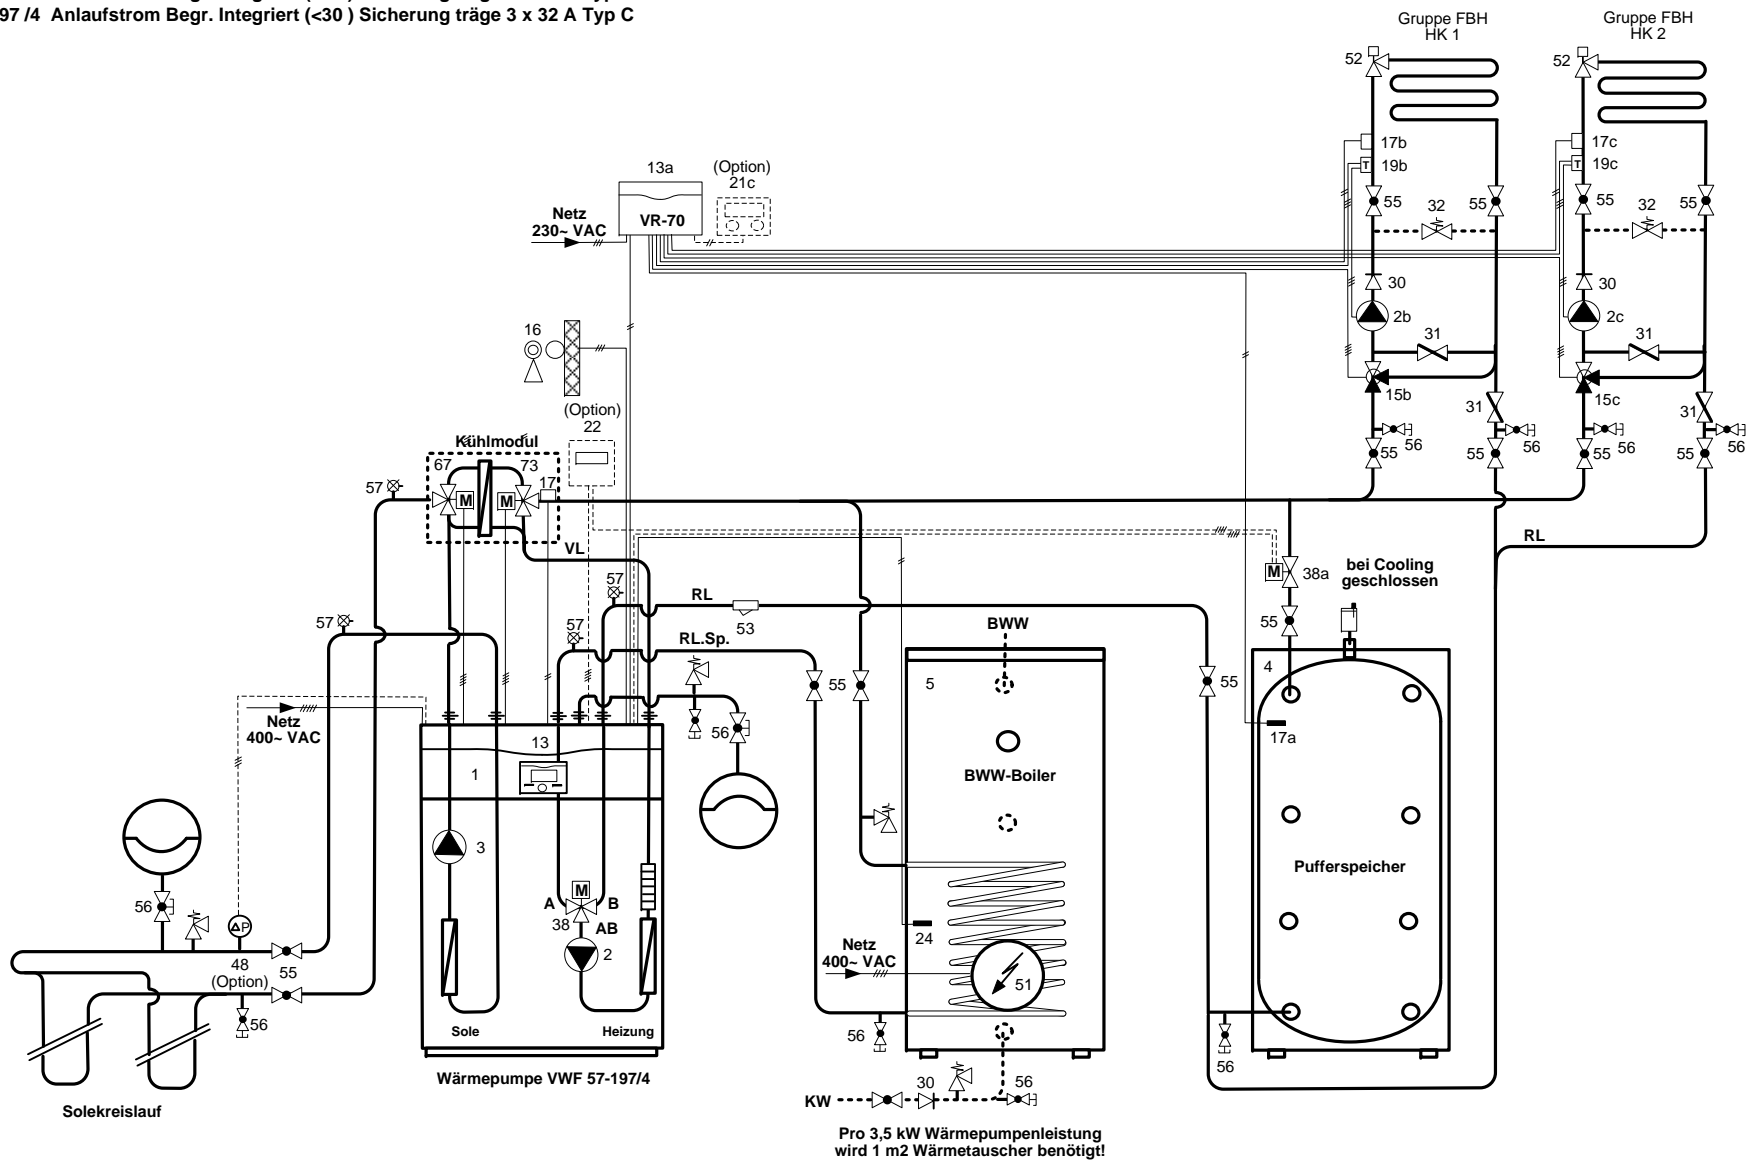 97 /4 Anlaufstrom Begr. Integriert (<30 ) Sicherung träge 3 x 32 A Typ C
Gruppe FBH
HK 1
Gruppe FBH
HK 2
52
52
17b
19b
17c
19c
T
T
13a
(Option)
21c
VR-70
Netz
230~ VAC
55
55
55
55
32
32
30
30
2b
2c
31
31
15b
15c
31
31
56
56
56
56
55
55
55
55
16
(Option)
22
Kühlmodul
67
73
17
M
M
57
VL
RL
M
38a
bei Cooling
geschlossen
57
RL
53
57
57
RL.Sp.
BWW
55
55
55
5
4
17a
Netz
400~ VAC
56
13
1
BWW-Boiler
3
Pufferspeicher
M
A
B
38
AB
2
56
ΔP
48
(Option)
55
56
24
Netz
400~ VAC
51
Sole
Heizung
56
56
Wärmepumpe VWF 57-197/4
Solekreislauf
KW
30
56
Pro 3,5 kW Wärmepumpenleistung
wird 1 m2 Wärmetauscher benötigt!